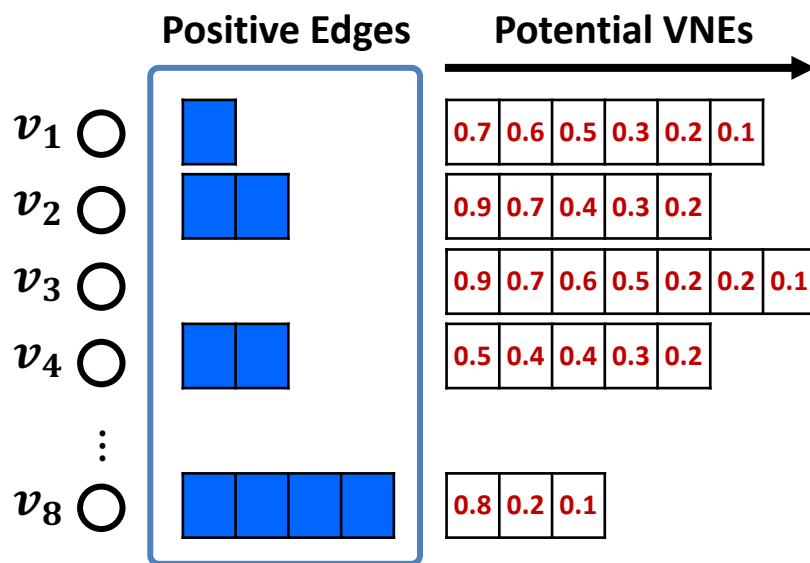 Positive Edges Potential VNEs
v1 0.7 0.6 0.5 0.3 0.2 0.1
v2 0.9 0.7 0.4 0.3 0.2
v3 0.9 0.7 0.6 0.5 0.2 0.2 0.1
v4 0.5 0.4 0.4 0.3 0.2
⋮
v8 0.8 0.2 0.1